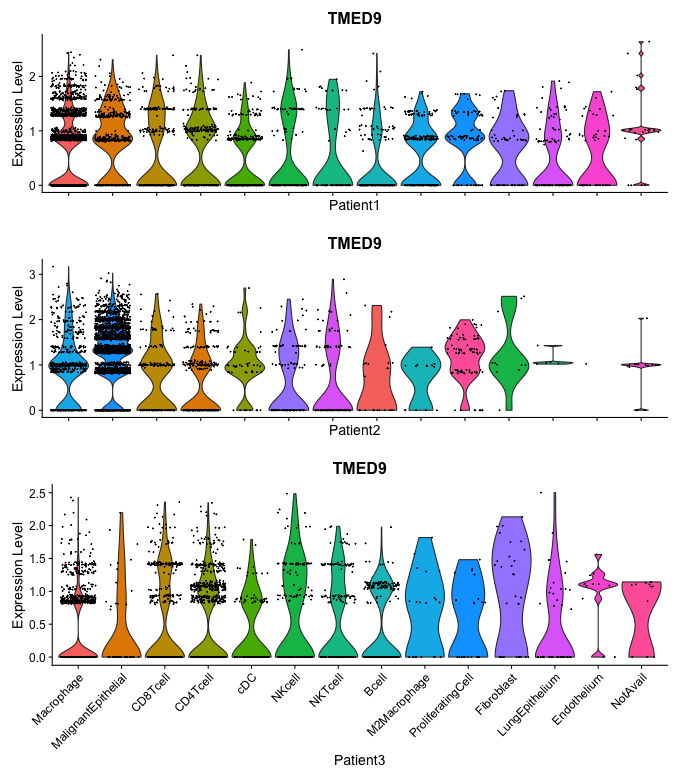 TMED9
Expression Level
2
1
0
Patient1
TMED9
Expression Level
3
2
1
0
Patient2
TMED9
Expression Level
2.5
2.0
1.5
1.0
0.5
0.0
Macrophage
MalignantEpithelial
CD8Tcell
CD4Tcell
cDC
NKcell
NKTcell
Bcell
M2Macrophage
ProliferatingCell
Fibroblast
LungEpithelium
Endothelium
NotAvail
Patient3